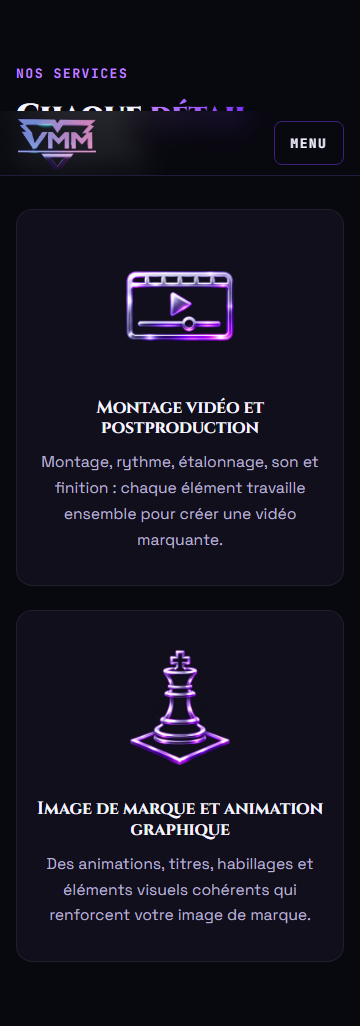 NOS SERVICES
Chaque détail
VMM
MENU
Montage vidéo et
postproduction
Montage, rythme, étalonnage, son et
finition : chaque élément travaille
ensemble pour créer une vidéo
marquante.
Image de marque et animation
graphique
Des animations, titres, habillages et
éléments visuels cohérents qui
renforcent votre image de marque.